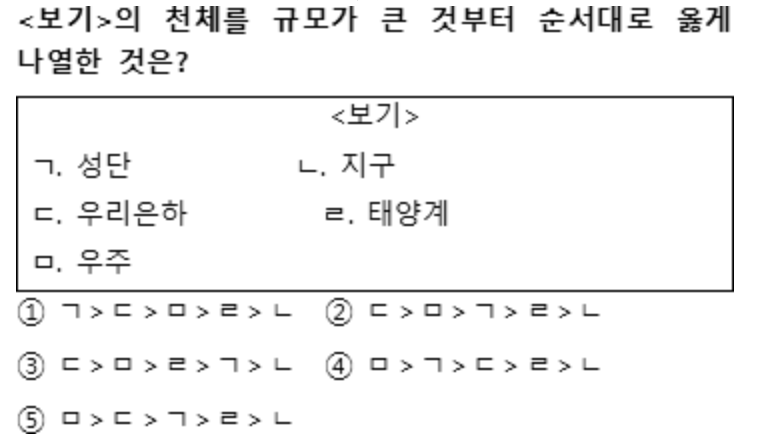 <보기>의 천체를 규모가 큰 것부터 순서대로 옳게
나열한 것은?
<보기>
ㄱ. 성단 ㄴ. 지구
ㄷ. 우리은하 ㄹ. 태양계
ㅁ. 우주
① ㄱ>ㄷ>ㅁ>ㄹ>ㄴ ② ㄷ>ㅁ>ㄱ>ㄹ>ㄴ
③ ㄷ>ㅁ>ㄹ>ㄱ>ㄴ ④ ㅁ>ㄱ>ㄷ>ㄹ>ㄴ
⑤ ㅁ>ㄷ>ㄱ>ㄹ>ㄴ